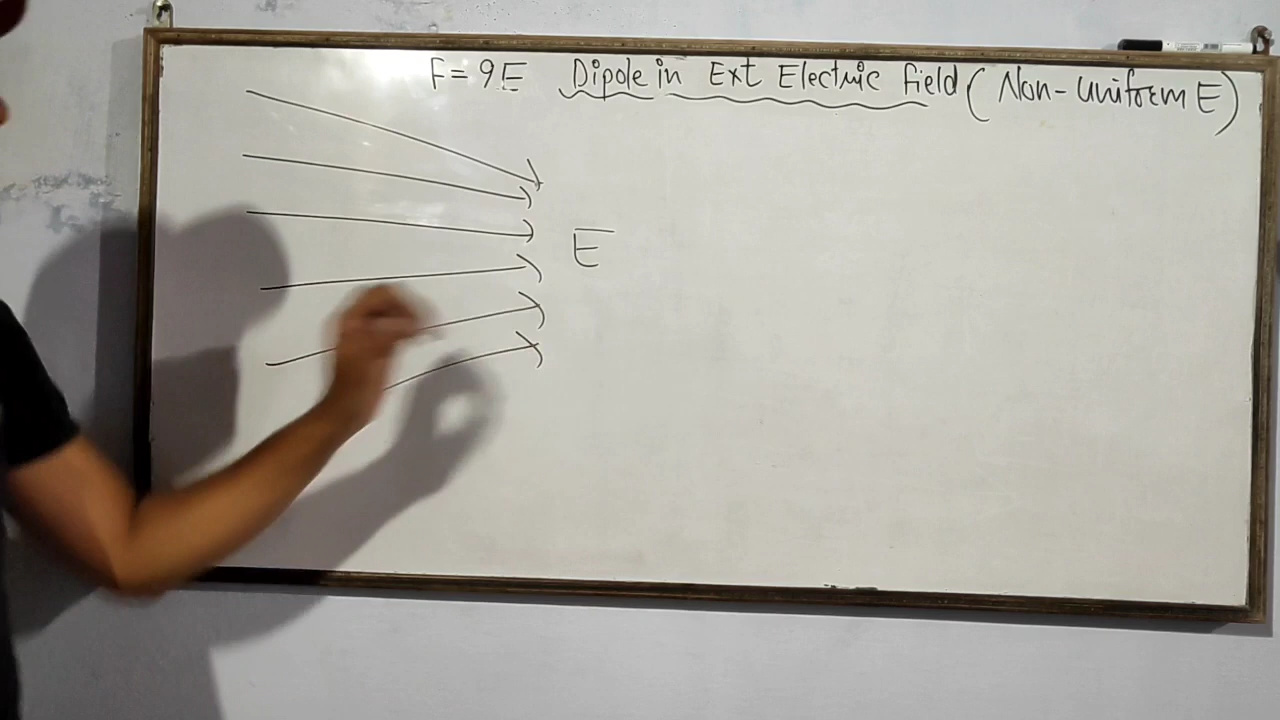 F = qE Dipole in Ext Electric field (Non-Uniform E)
E